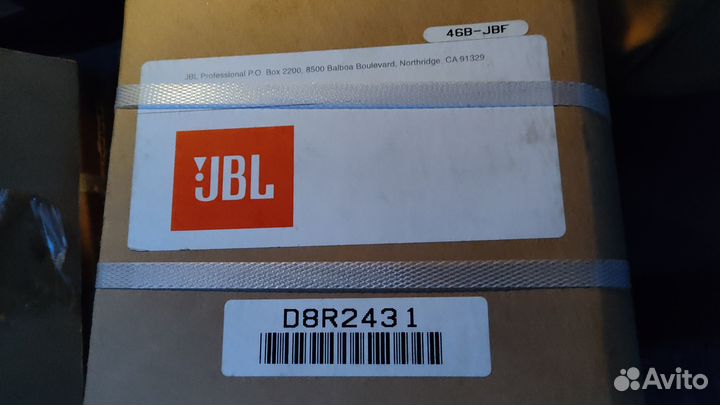 46B-JBF
JBL Professional P.O. Box 2200, 8500 Balboa Boulevard, Northridge, CA 91329
JBL
D8R2431
Avito